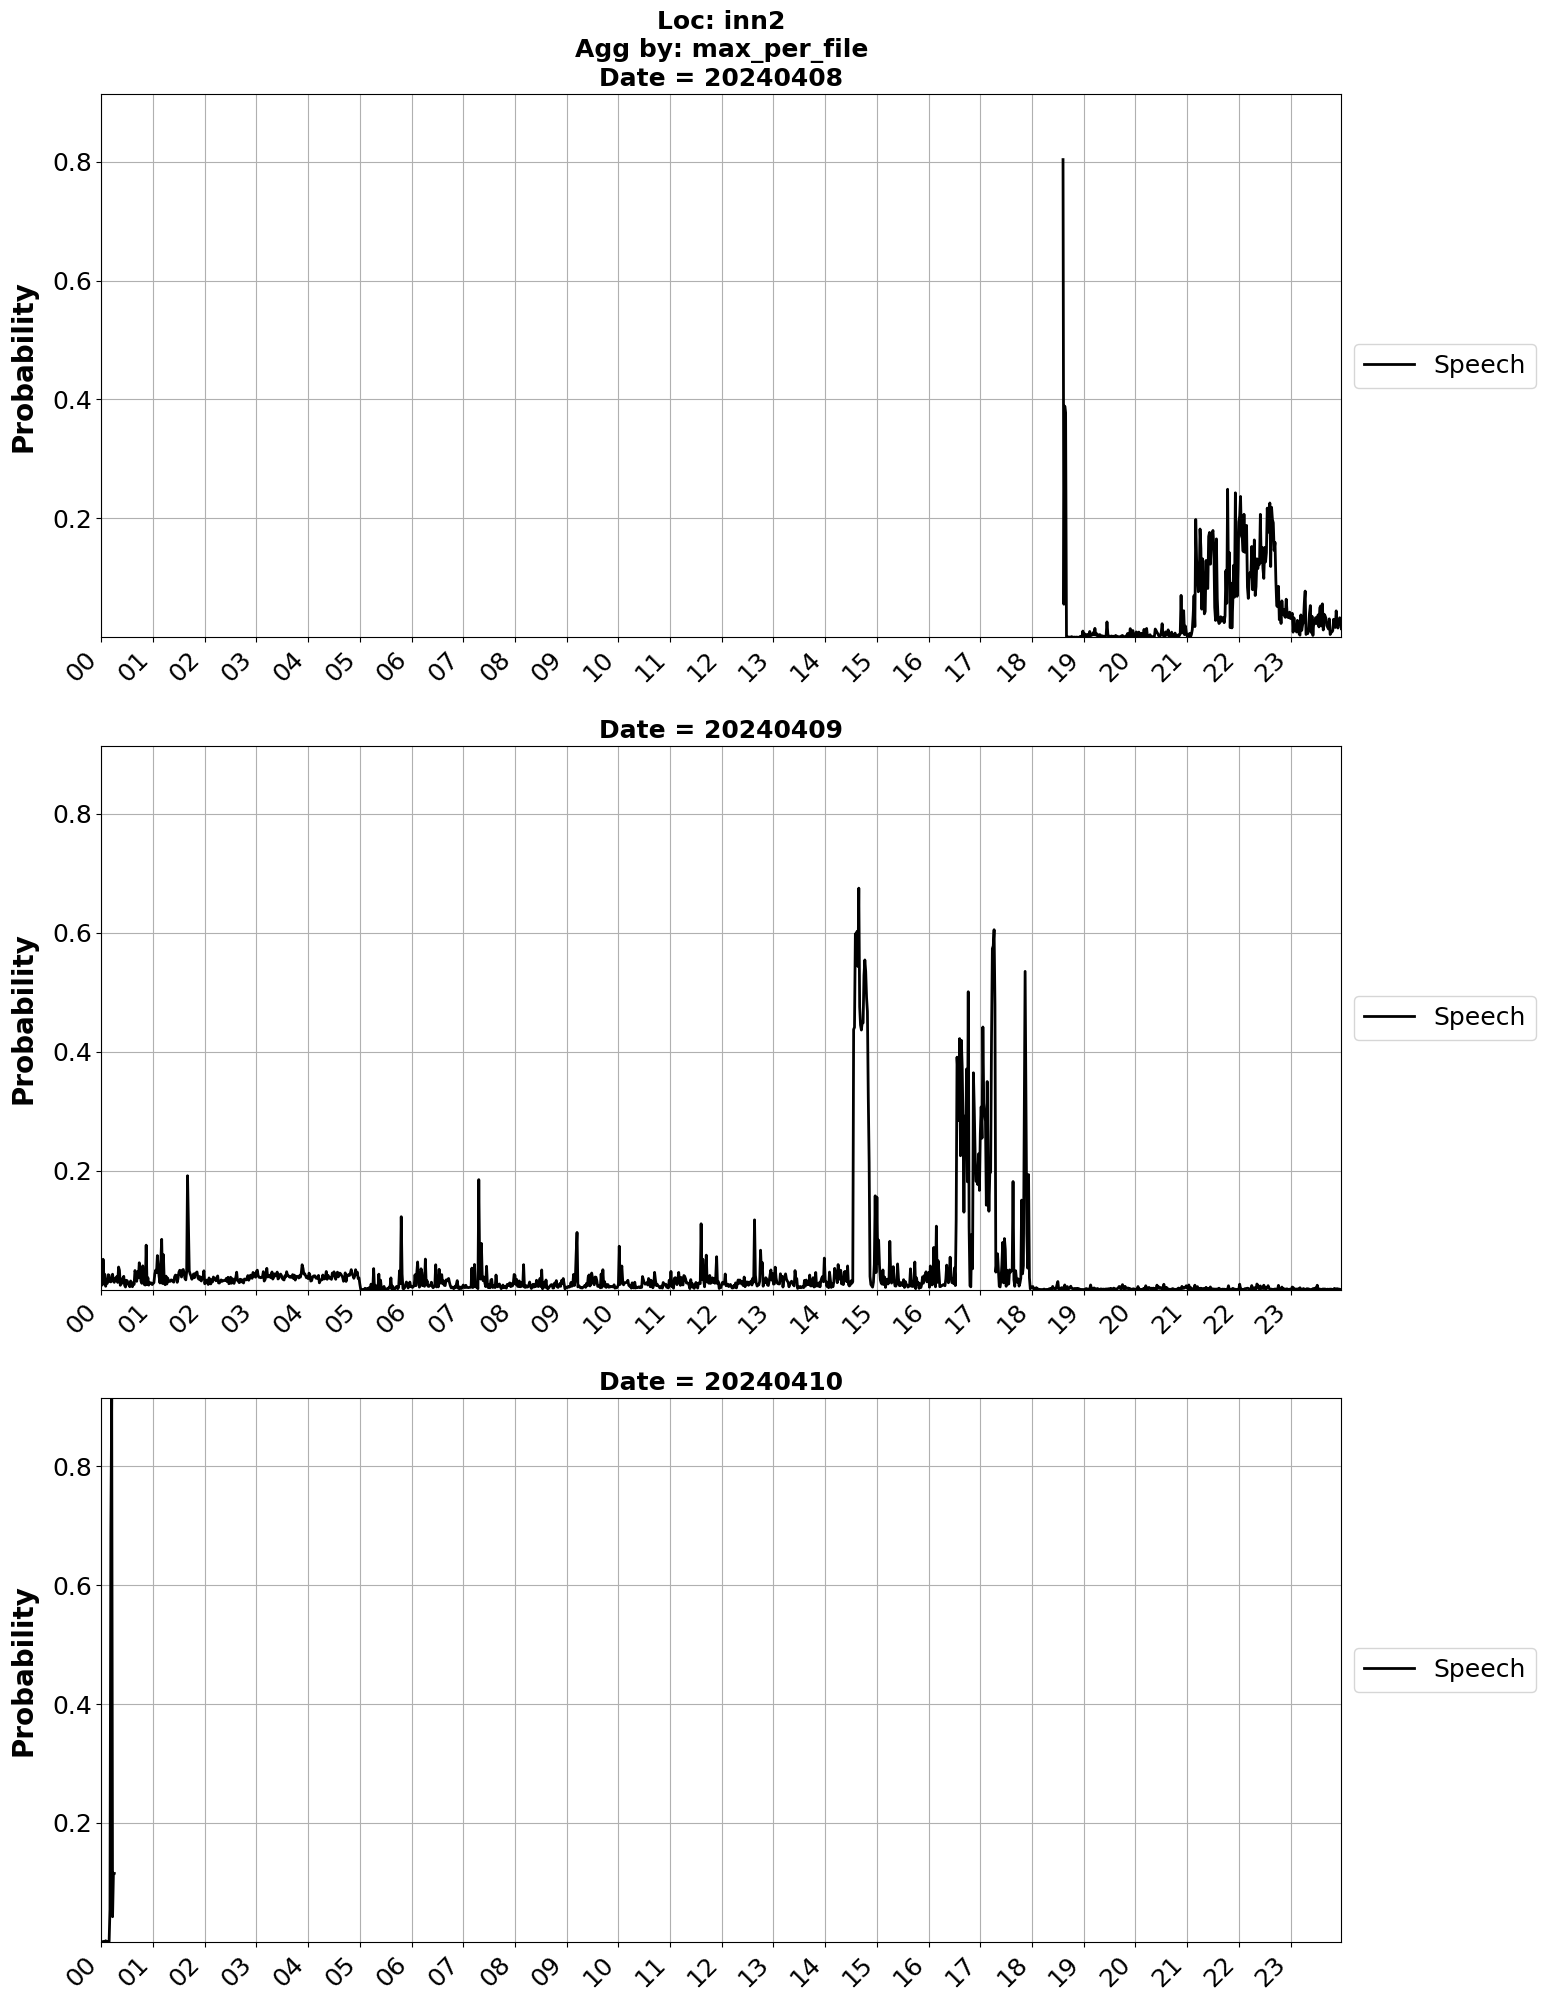 Loc: inn2
Agg by: max_per_file
Date = 20240408
Probability
0.8
0.6
0.4
0.2
00 01 02 03 04 05 06 07 08 09 10 11 12 13 14 15 16 17 18 19 20 21 22 23
Speech
Date = 20240409
Probability
0.8
0.6
0.4
0.2
00 01 02 03 04 05 06 07 08 09 10 11 12 13 14 15 16 17 18 19 20 21 22 23
Speech
Date = 20240410
Probability
0.8
0.6
0.4
0.2
00 01 02 03 04 05 06 07 08 09 10 11 12 13 14 15 16 17 18 19 20 21 22 23
Speech